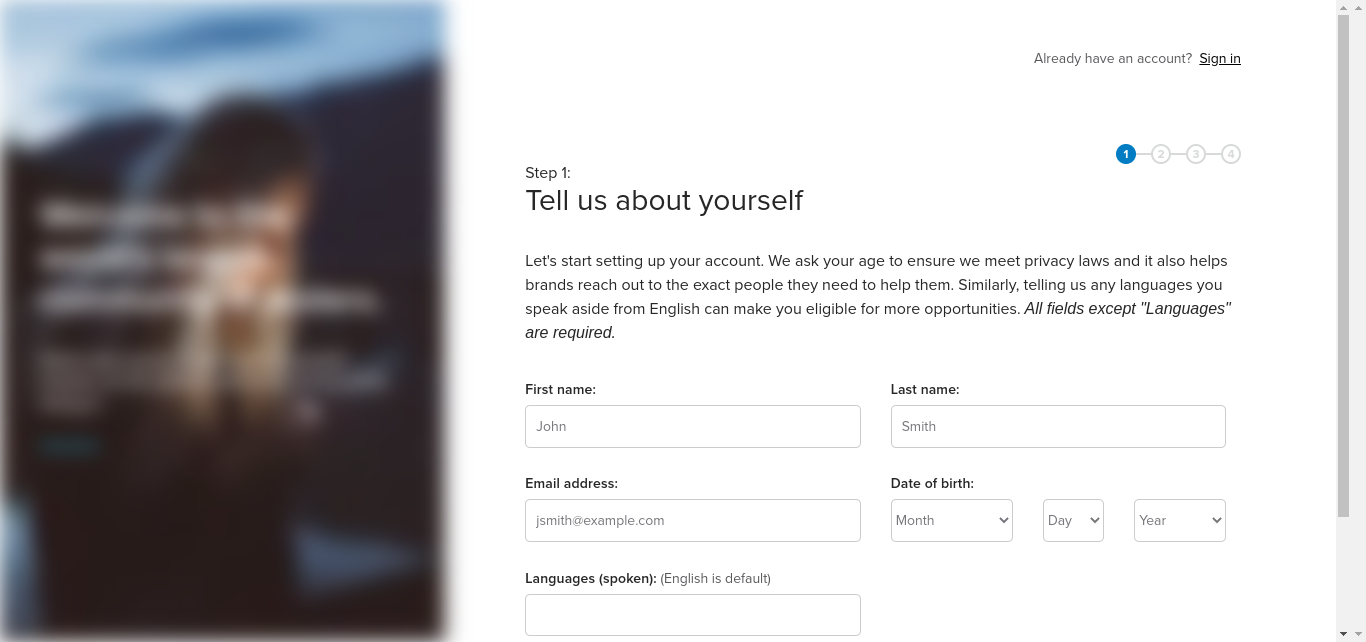 Already have an account? Sign in
1 2 3 4
Step 1:
Tell us about yourself
Let's start setting up your account. We ask your age to ensure we meet privacy laws and it also helps
brands reach out to the exact people they need to help them. Similarly, telling us any languages you
speak aside from English can make you eligible for more opportunities. All fields except "Languages"
are required.
First name: Last name:
John Smith
Email address: Date of birth:
jsmith@example.com Month Day Year
Languages (spoken): (English is default)